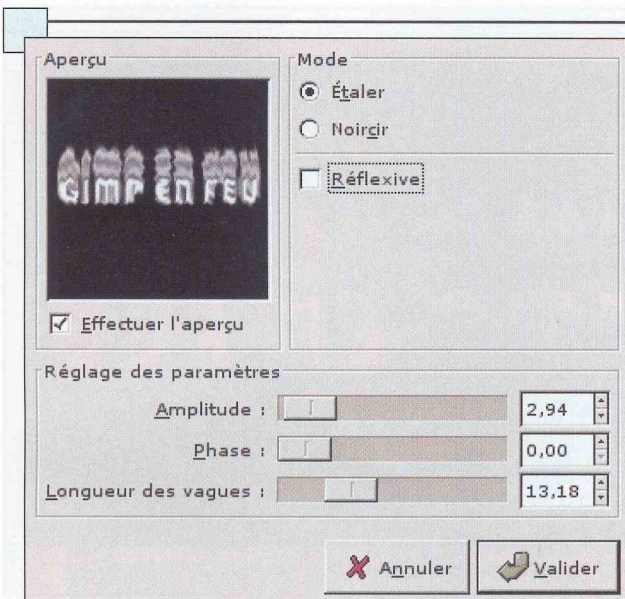 Aperçu
GIMP EN FEU
Effectuer l'aperçu
Mode
Étaler
Noircir
Réflexive
Réglage des paramètres
Amplitude : 2,94
Phase : 0,00
Longueur des vagues : 13,18
Annuler
Valider